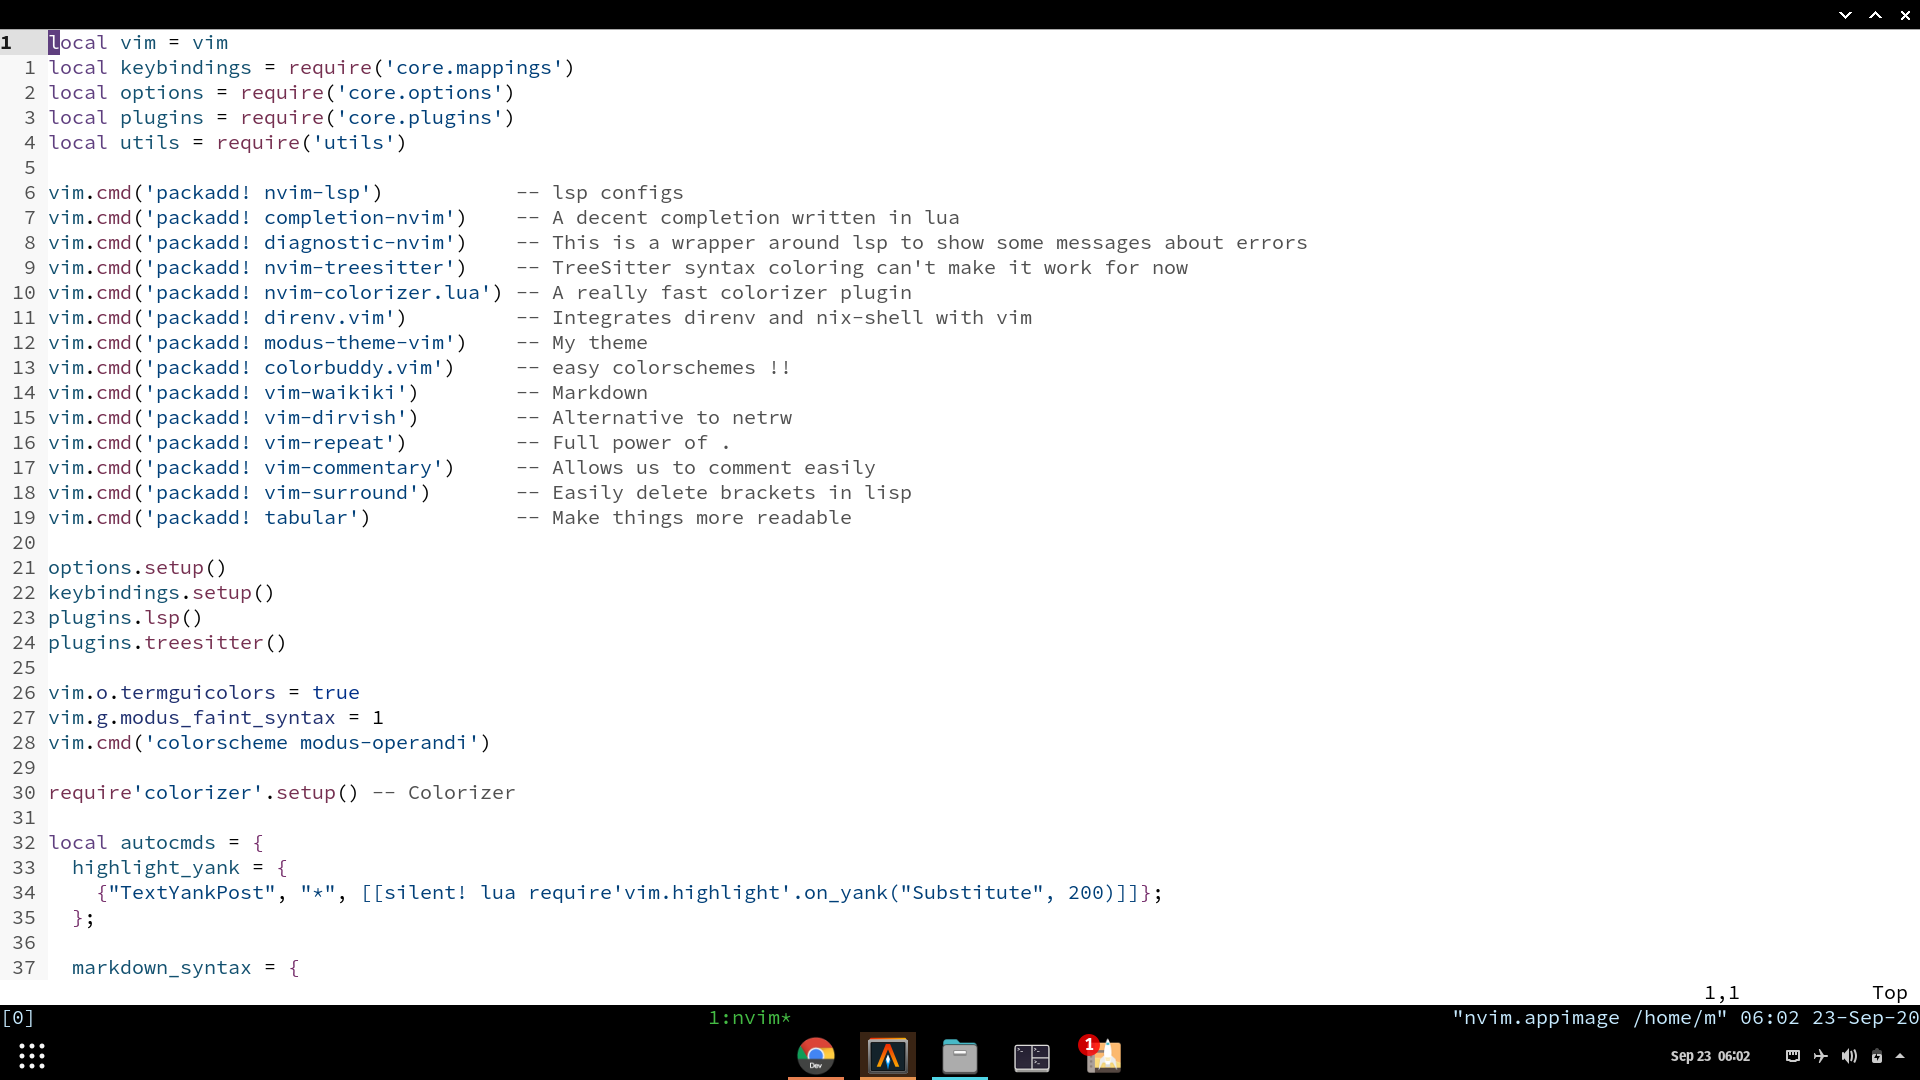 1   local vim = vim
  1 local keybindings = require('core.mappings')
  2 local options = require('core.options')
  3 local plugins = require('core.plugins')
  4 local utils = require('utils')
  5
  6 vim.cmd('packadd! nvim-lsp')           -- lsp configs
  7 vim.cmd('packadd! completion-nvim')    -- A decent completion written in lua
  8 vim.cmd('packadd! diagnostic-nvim')    -- This is a wrapper around lsp to show some messages about errors
  9 vim.cmd('packadd! nvim-treesitter')    -- TreeSitter syntax coloring can't make it work for now
 10 vim.cmd('packadd! nvim-colorizer.lua') -- A really fast colorizer plugin
 11 vim.cmd('packadd! direnv.vim')         -- Integrates direnv and nix-shell with vim
 12 vim.cmd('packadd! modus-theme-vim')    -- My theme
 13 vim.cmd('packadd! colorbuddy.vim')     -- easy colorschemes !!
 14 vim.cmd('packadd! vim-waikiki')        -- Markdown
 15 vim.cmd('packadd! vim-dirvish')        -- Alternative to netrw
 16 vim.cmd('packadd! vim-repeat')         -- Full power of .
 17 vim.cmd('packadd! vim-commentary')     -- Allows us to comment easily
 18 vim.cmd('packadd! vim-surround')       -- Easily delete brackets in lisp
 19 vim.cmd('packadd! tabular')            -- Make things more readable
 20
 21 options.setup()
 22 keybindings.setup()
 23 plugins.lsp()
 24 plugins.treesitter()
 25
 26 vim.o.termguicolors = true
 27 vim.g.modus_faint_syntax = 1
 28 vim.cmd('colorscheme modus-operandi')
 29
 30 require'colorizer'.setup() -- Colorizer
 31
 32 local autocmds = {
 33   highlight_yank = {
 34     {"TextYankPost", "*", [[silent! lua require'vim.highlight'.on_yank("Substitute", 200)]]};
 35   };
 36
 37   markdown_syntax = {
1,1 Top
[0] 1:nvim* "nvim.appimage /home/m" 06:02 23-Sep-20
Dev 1 Sep 23 06:02